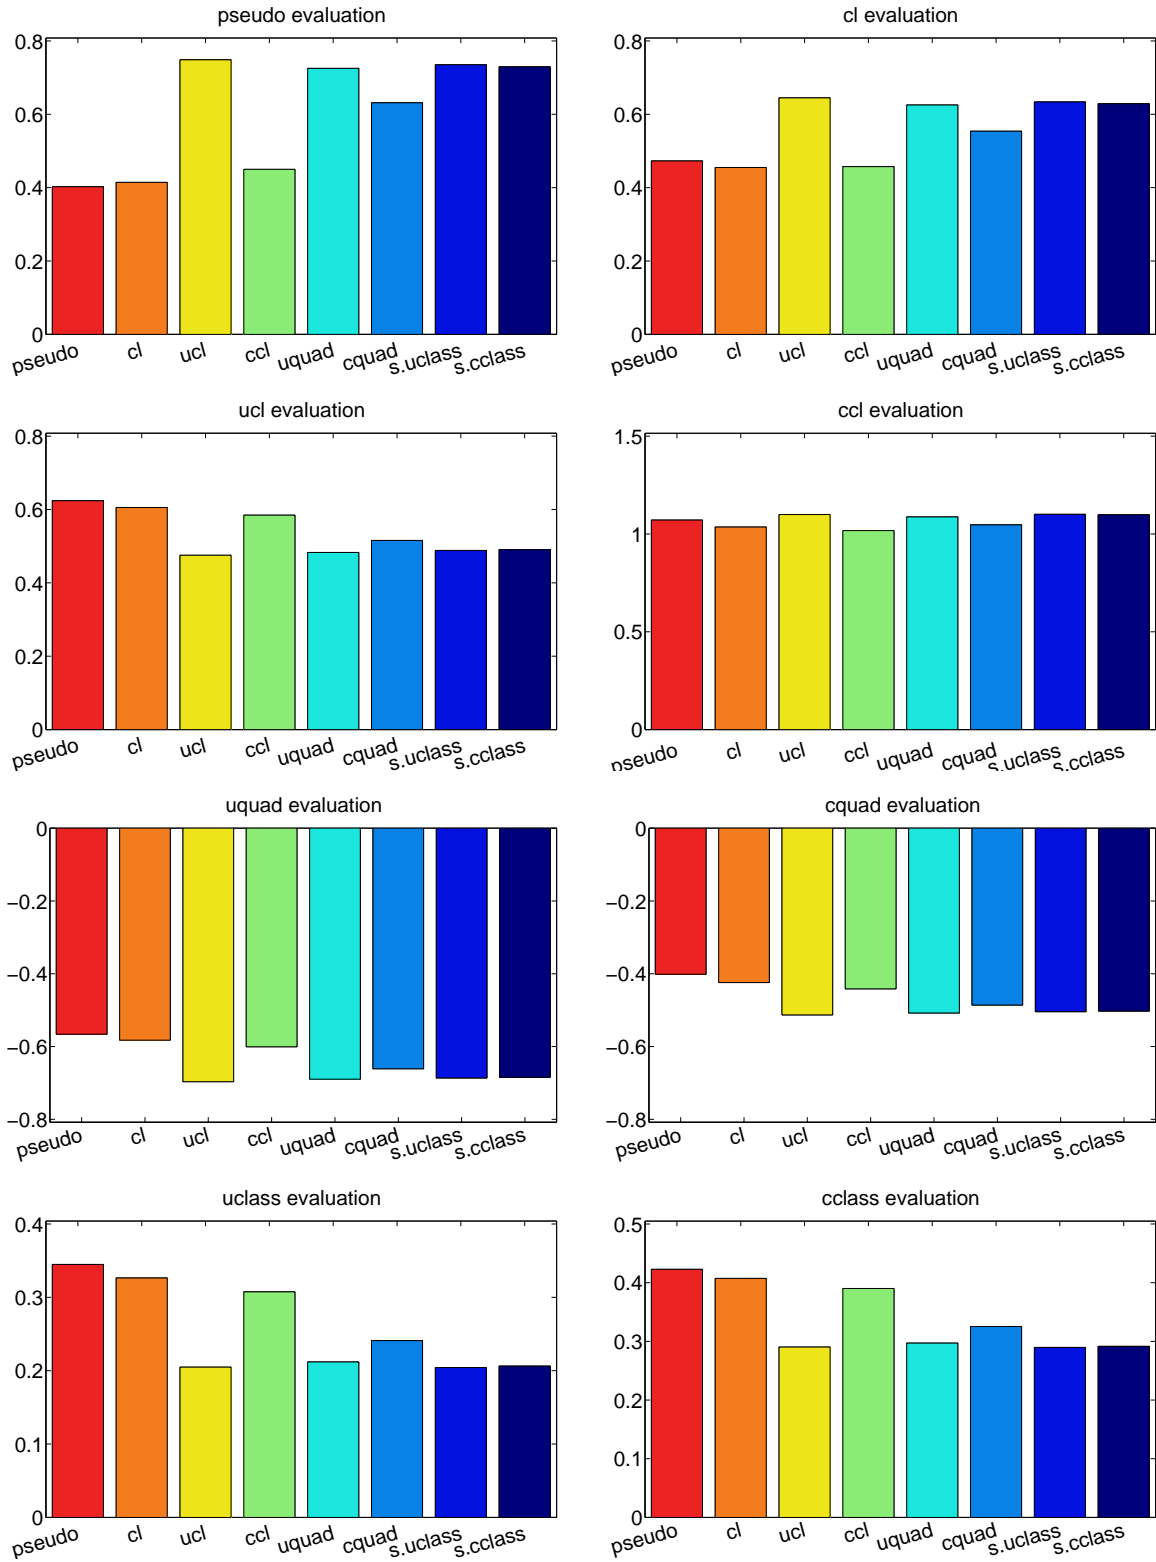 pseudo evaluation
0.8
0.6
0.4
0.2
0
pseudo cl ucl ccl uquad cquad s.uclass s.cclass
cl evaluation
0.8
0.6
0.4
0.2
0
pseudo cl ucl ccl uquad cquad s.uclass s.cclass
ucl evaluation
0.8
0.6
0.4
0.2
0
pseudo cl ucl ccl uquad cquad s.uclass s.cclass
ccl evaluation
1.5
1
0.5
0
pseudo cl ucl ccl uquad cquad s.uclass s.cclass
uquad evaluation
0
−0.2
−0.4
−0.6
−0.8
pseudo cl ucl ccl uquad cquad s.uclass s.cclass
cquad evaluation
0
−0.2
−0.4
−0.6
−0.8
pseudo cl ucl ccl uquad cquad s.uclass s.cclass
uclass evaluation
0.4
0.3
0.2
0.1
0
pseudo cl ucl ccl uquad cquad s.uclass s.cclass
cclass evaluation
0.5
0.4
0.3
0.2
0.1
0
pseudo cl ucl ccl uquad cquad s.uclass s.cclass